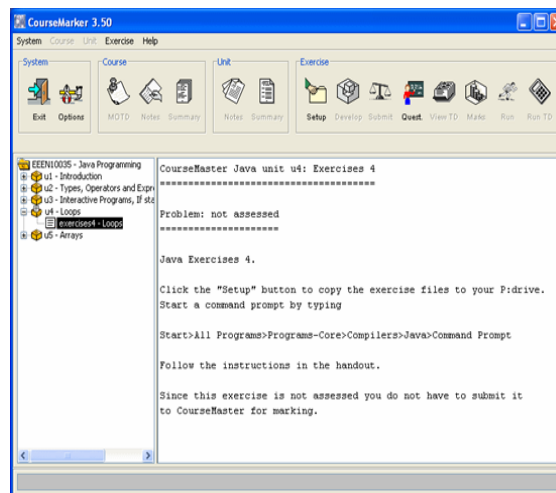 CourseMarker 3.50
System Course Unit Exercise Help
System Course Unit Exercise
Exit Options MOTD Notes Summary Notes Summary Setup Develop Submit Quest. View TD Make Run Run TD
EEEN10035 - Java Programming
u1 - Introduction
u2 - Types, Operators and Expre
u3 - Interactive Programs, If sta
u4 - Loops
exercises4 - Loops
u5 - Arrays
CourseMaster Java unit u4: Exercises 4
======================================
Problem: not assessed
=====================
Java Exercises 4.
Click the "Setup" button to copy the exercise files to your P:drive.
Start a command prompt by typing
Start>All Programs>Programs-Core>Compilers>Java>Command Prompt
Follow the instructions in the handout.
Since this exercise is not assessed you do not have to submit it
to CourseMaster for marking.